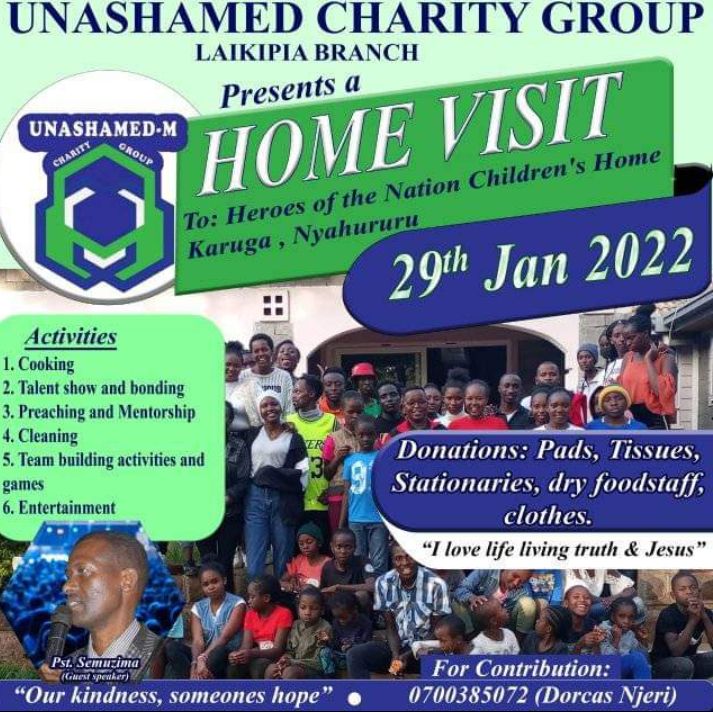 UNASHAMED CHARITY GROUP
LAIKIPIA BRANCH
Presents a
HOME VISIT
To: Heroes of the Nation Children's Home
Karuga , Nyahururu
29th Jan 2022
UNASHAMED-M
CHARITY GROUP
Activities
1. Cooking
2. Talent show and bonding
3. Preaching and Mentorship
4. Cleaning
5. Team building activities and
games
6. Entertainment
Donations: Pads, Tissues,
Stationaries, dry foodstaff,
clothes.
“I love life living truth & Jesus”
Pst. Semuzima
(Guest speaker)
For Contribution:
“Our kindness, someones hope” ● 0700385072 (Dorcas Njeri)